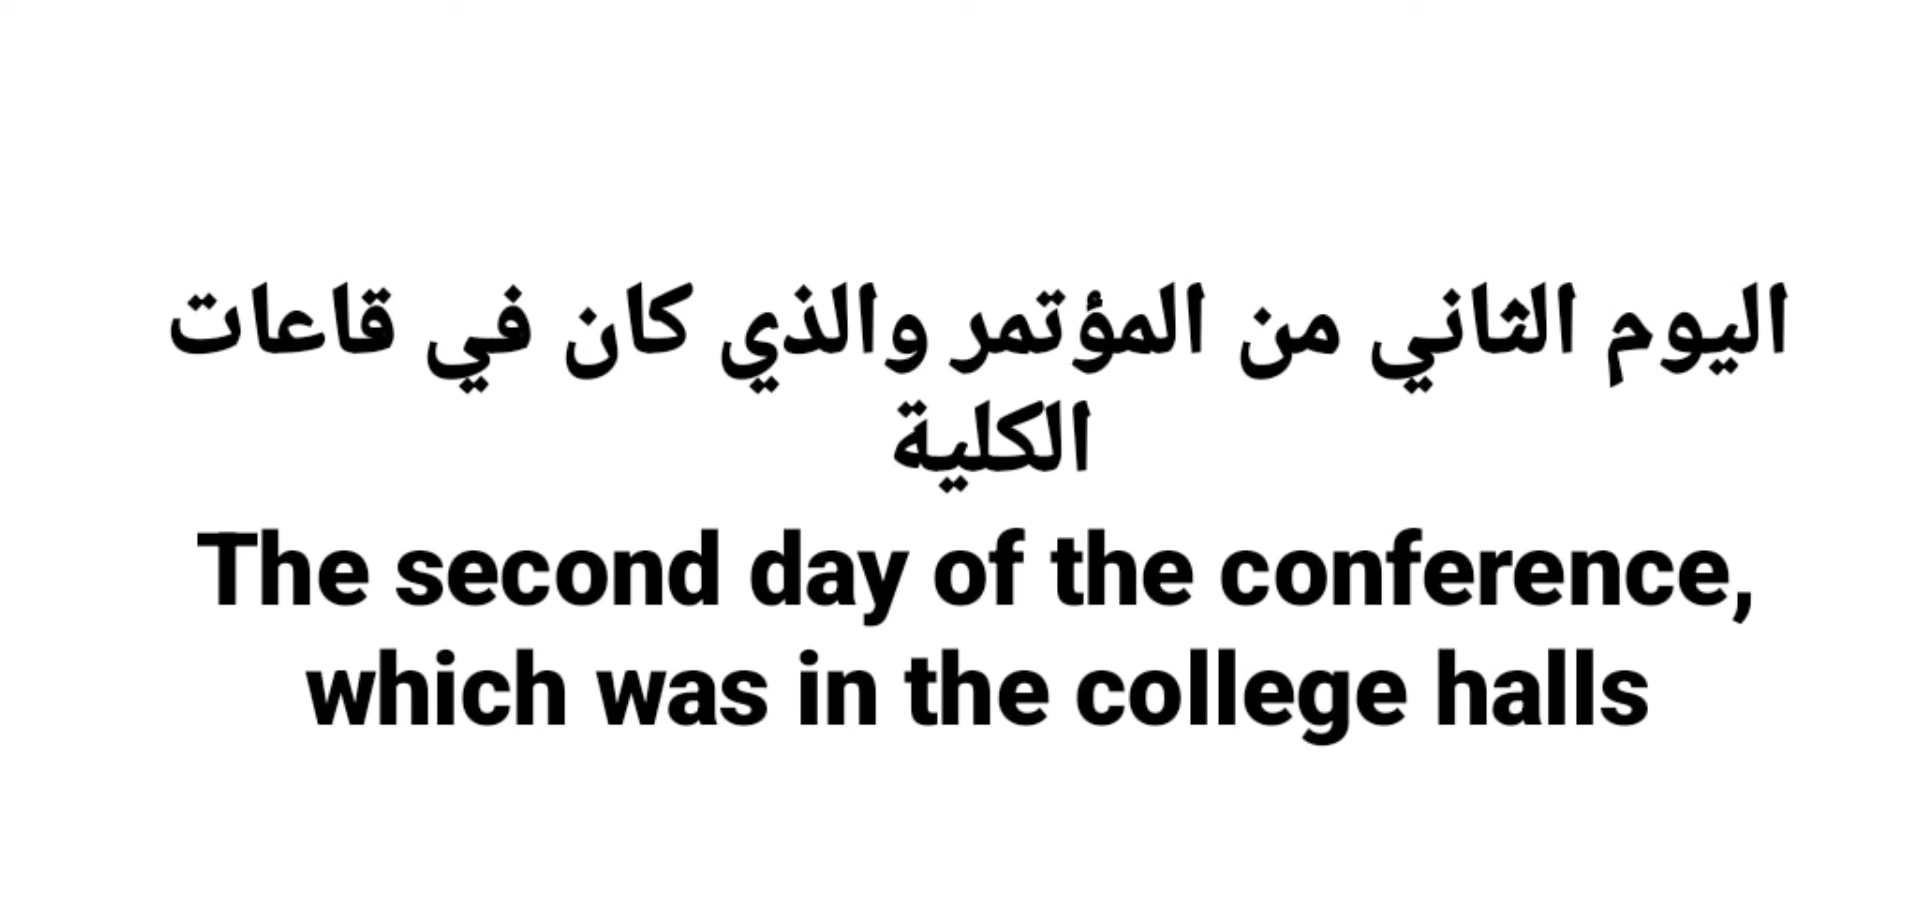 اليوم الثاني من المؤتمر والذي كان في قاعات
الكلية
The second day of the conference,
which was in the college halls